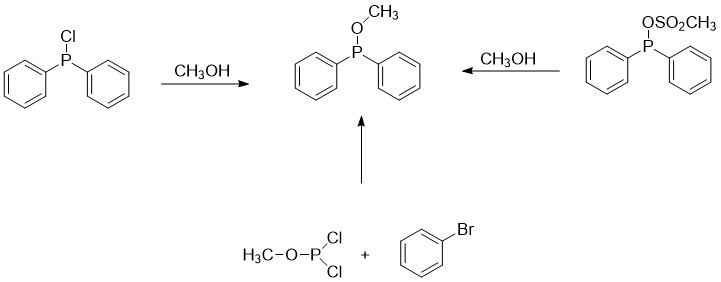 Cl
P
CH3OH
CH3
O
P
CH3OH
OSO2CH3
P
H3C-O-P
Cl
Cl
+
Br